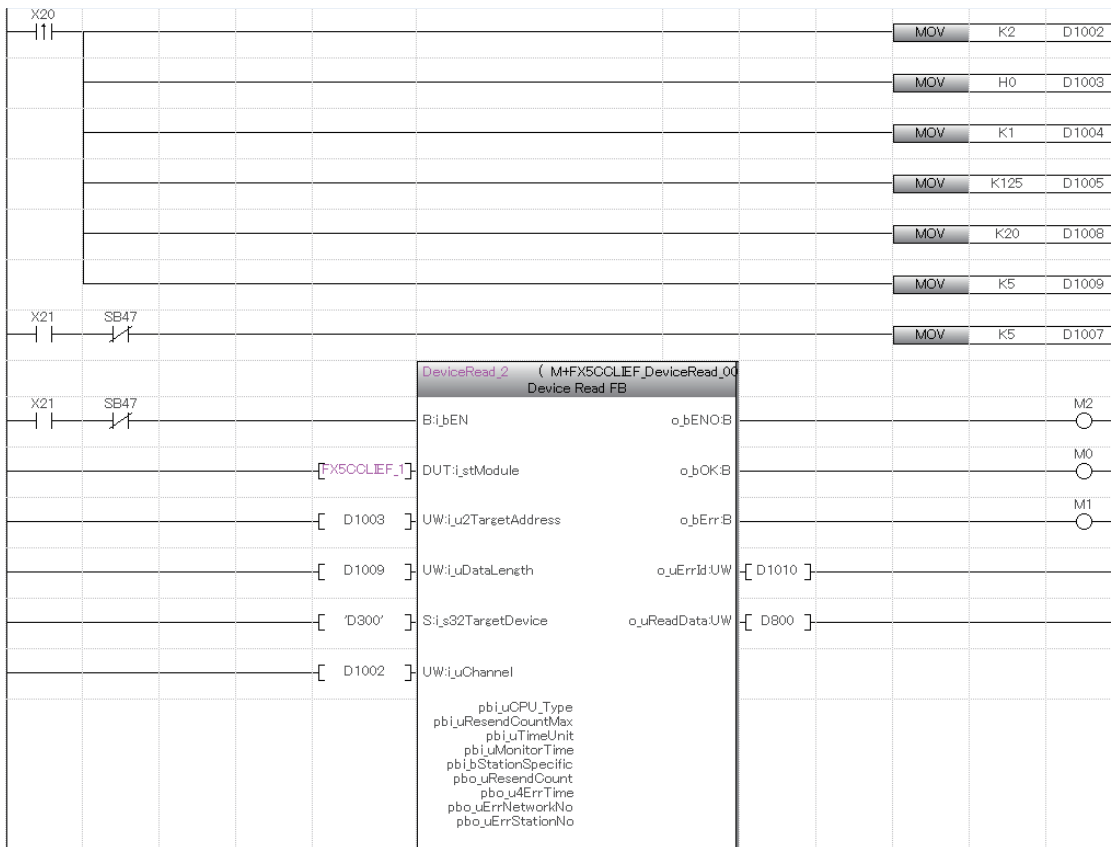 X20
MOV K2 D1002
MOV H0 D1003
MOV K1 D1004
MOV K125 D1005
MOV K20 D1008
MOV K5 D1009
X21 SB47
MOV K5 D1007
DeviceRead_2 ( M+FX5CCLIEF_DeviceRead_00
Device Read FB
X21 SB47 M2
B:i_bEN o_bENO:B
M0
FX5CCLIEF_1 DUT:i_stModule o_bOK:B
M1
D1003 UW:i_u2TargetAddress o_bErr:B
D1009 UW:i_uDataLength o_uErrId:UW D1010
'D300' S:i_s32TargetDevice o_uReadData:UW D800
D1002 UW:i_uChannel
pbi_uCPU_Type
pbi_uResendCountMax
pbi_uTimeUnit
pbi_uMonitorTime
pbi_bStationSpecific
pbo_uResendCount
pbo_u4ErrTime
pbo_uErrNetworkNo
pbo_uErrStationNo